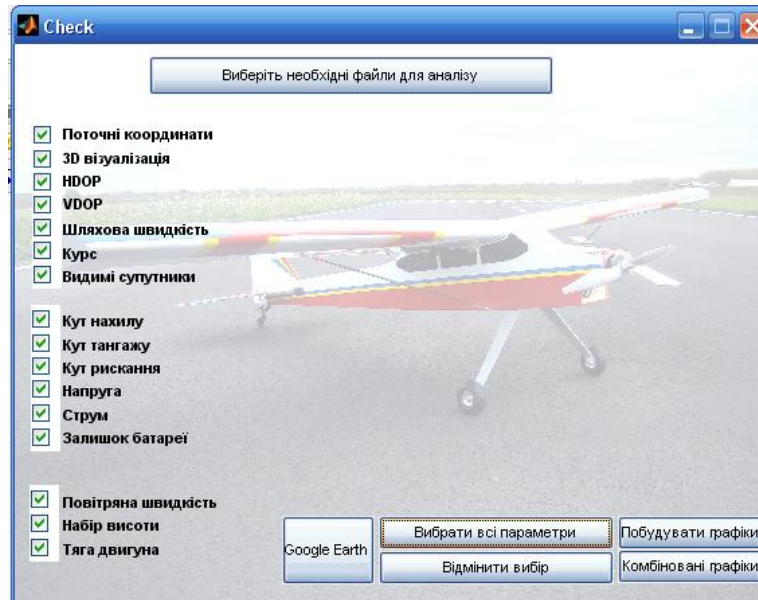 Check
Виберіть необхідні файли для аналізу
Поточні координати
3D візуалізація
HDOP
VDOP
Шляхова швидкість
Курс
Видимі супутники
Кут нахилу
Кут тангажу
Кут рискання
Напруга
Струм
Залишок батареї
Повітряна швидкість
Набір висоти
Тяга двигуна
Google Earth
Вибрати всі параметри
Побудувати графіки
Відмінити вибір
Комбіновані графіки